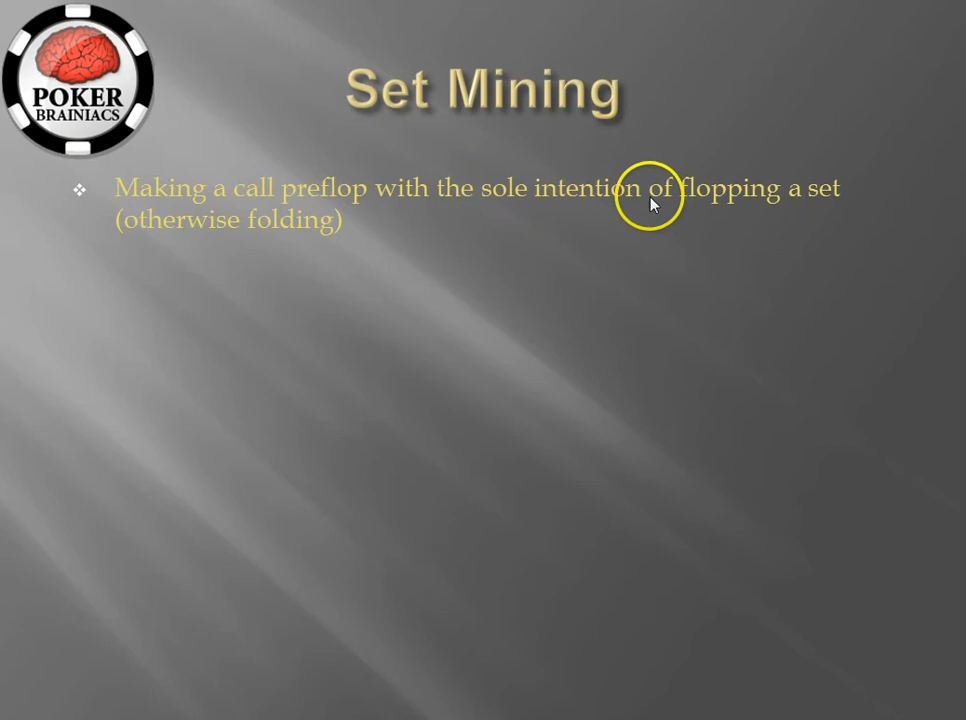 POKER
BRAINIACS
Set Mining
Making a call preflop with the sole intention of flopping a set
(otherwise folding)